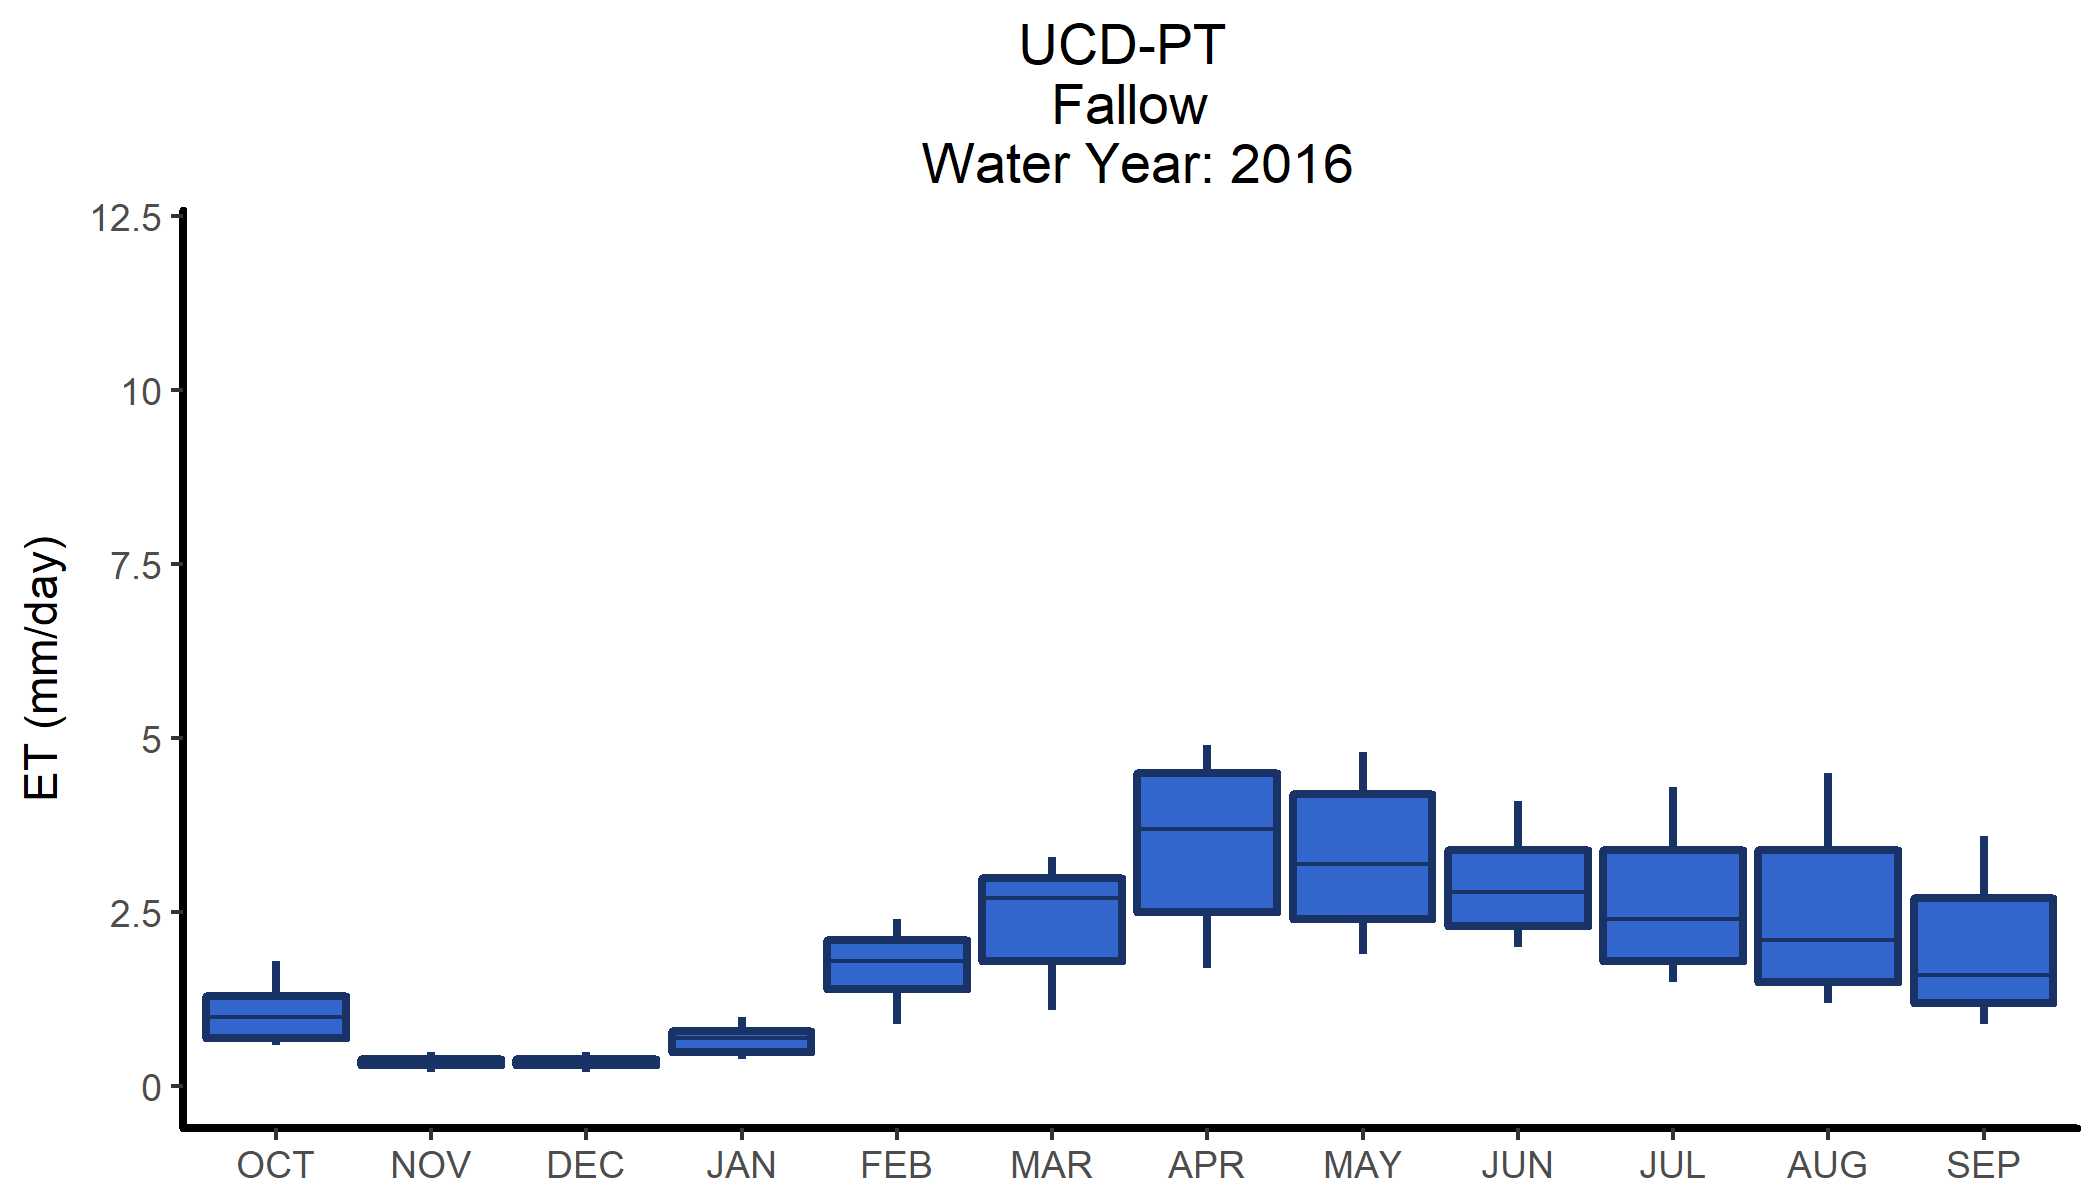 UCD-PT
Fallow
Water Year: 2016
12.5
10
7.5
5
2.5
0
ET (mm/day)
OCT NOV DEC JAN FEB MAR APR MAY JUN JUL AUG SEP